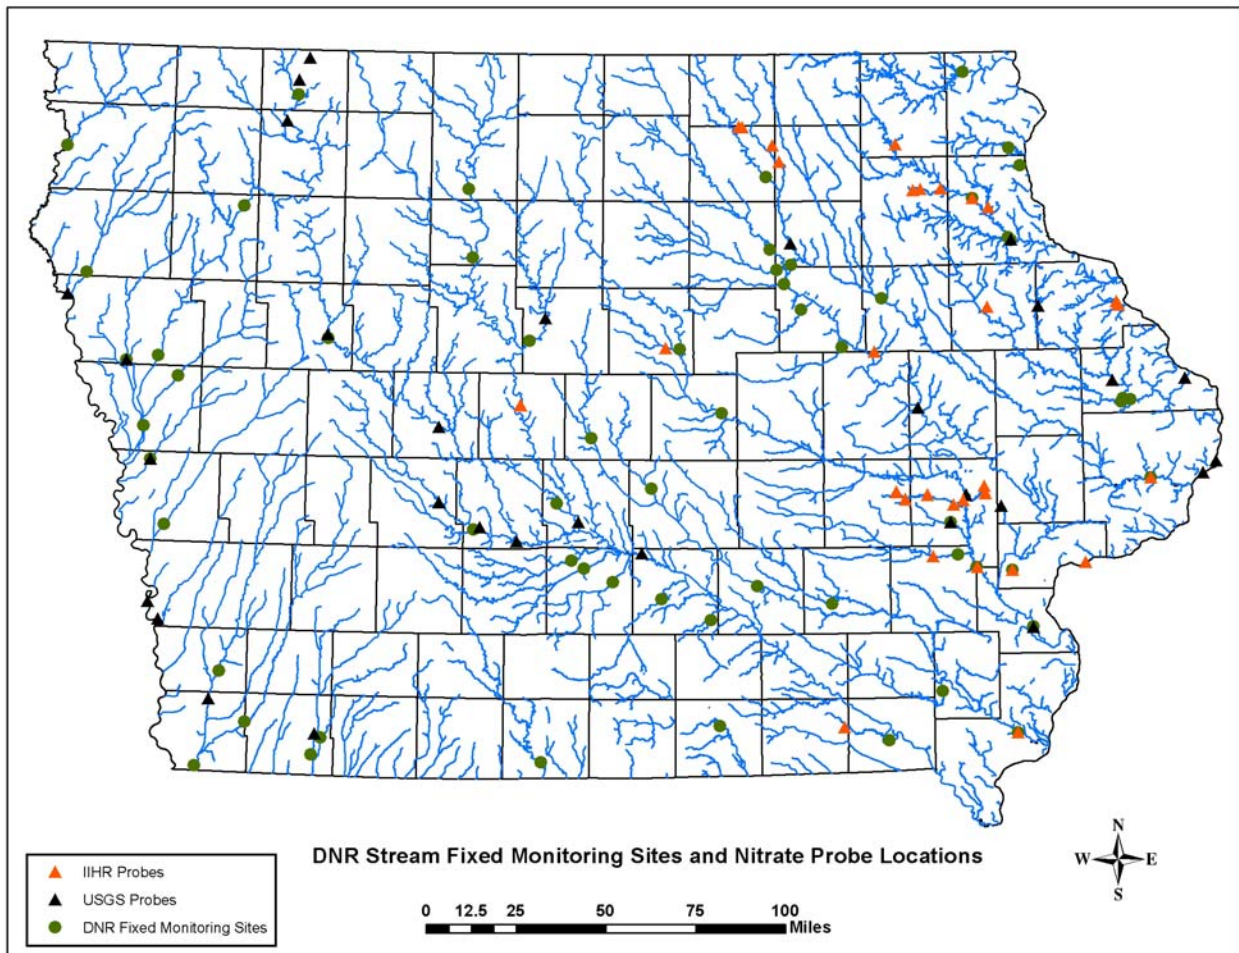 DNR Stream Fixed Monitoring Sites and Nitrate Probe Locations
IIHR Probes
USGS Probes
DNR Fixed Monitoring Sites
0 12.5 25 50 75 100
Miles
N
W E
S